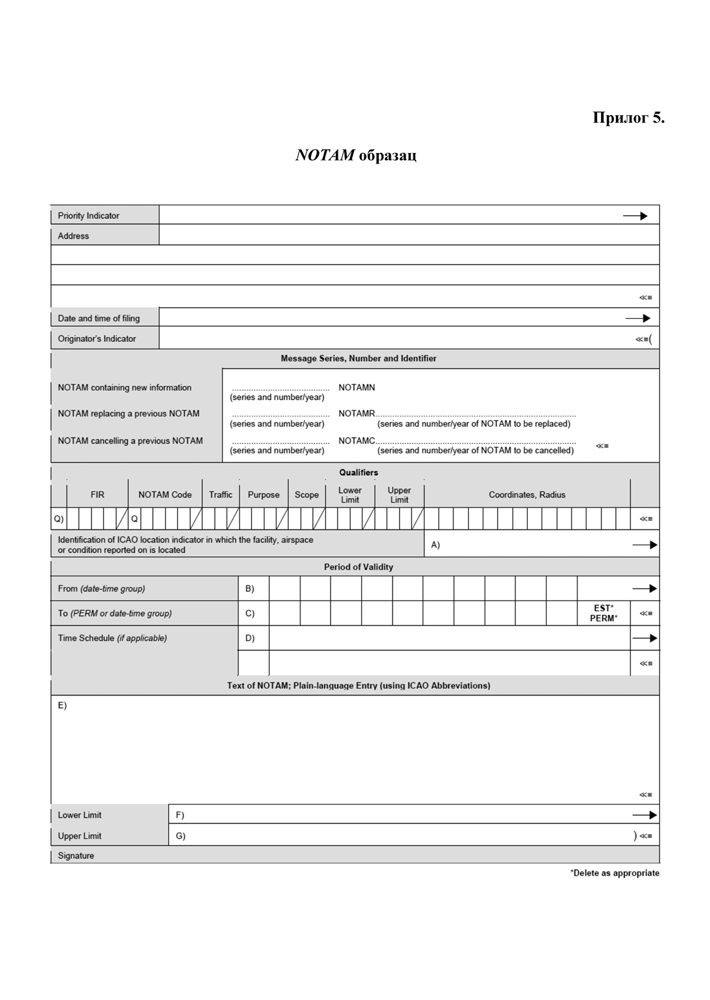 Прилог 5.
NOTAM образац
Priority Indicator →
Address
≪≡
Date and time of filing →
Originator's Indicator ≪≡(
Message Series, Number and Identifier
NOTAM containing new information ...................................... NOTAMN
(series and number/year)
NOTAM replacing a previous NOTAM ...................................... NOTAMR..............................................................................
(series and number/year) (series and number/year of NOTAM to be replaced)
NOTAM cancelling a previous NOTAM ...................................... NOTAMC..............................................................................
(series and number/year) (series and number/year of NOTAM to be cancelled) ≪≡
Qualifiers
FIR NOTAM Code Traffic Purpose Scope Lower Limit Upper Limit Coordinates, Radius
Q) / Q / / / / / / ≪≡
Identification of ICAO location indicator in which the facility, airspace
or condition reported on is located A) →
Period of Validity
From (date-time group) B) →
To (PERM or date-time group) C) EST* PERM* ≪≡
Time Schedule (if applicable) D) →
≪≡
Text of NOTAM; Plain-language Entry (using ICAO Abbreviations)
E)
≪≡
Lower Limit F) →
Upper Limit G) ) ≪≡
Signature
*Delete as appropriate